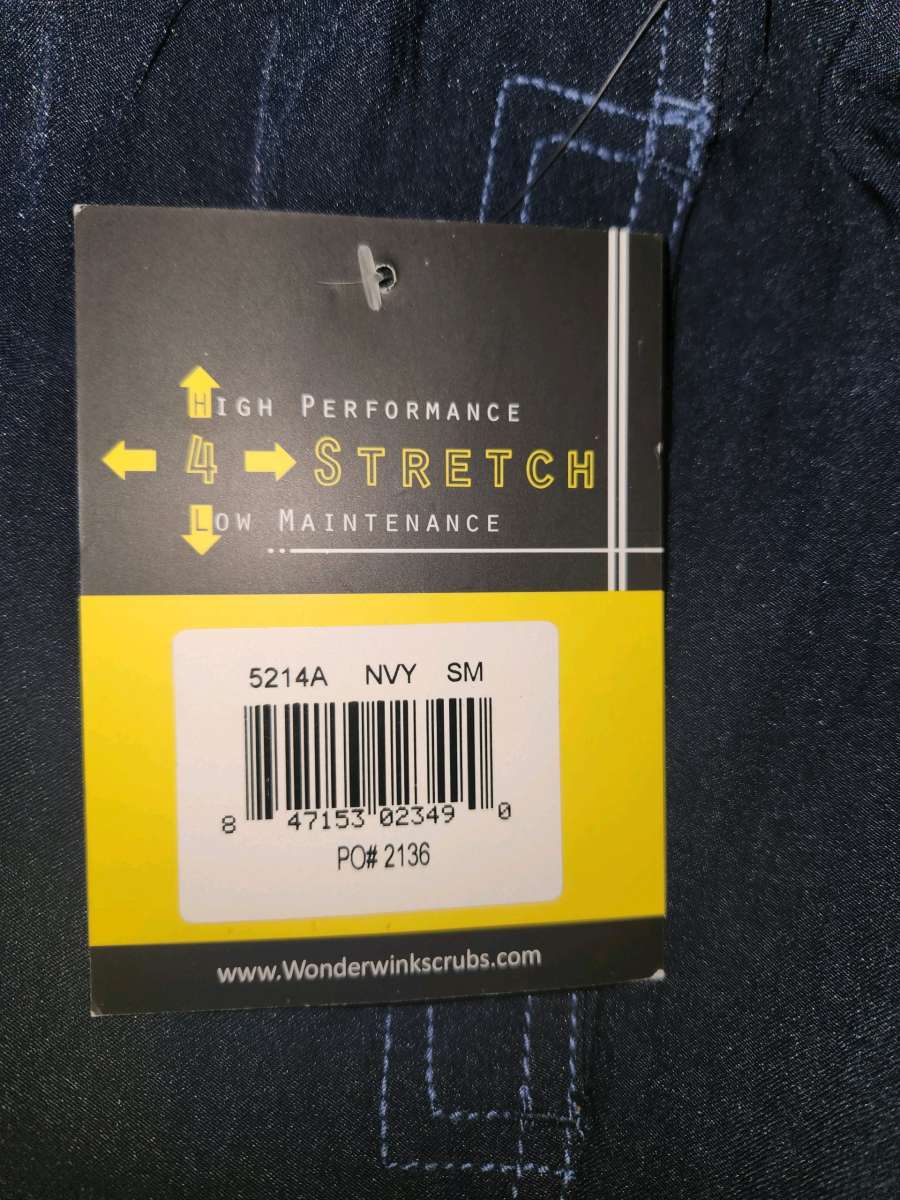 High Performance
4 Stretch
Low Maintenance
5214A NVY SM
8 47153 02349 0
PO# 2136
www.Wonderwinkscrubs.com